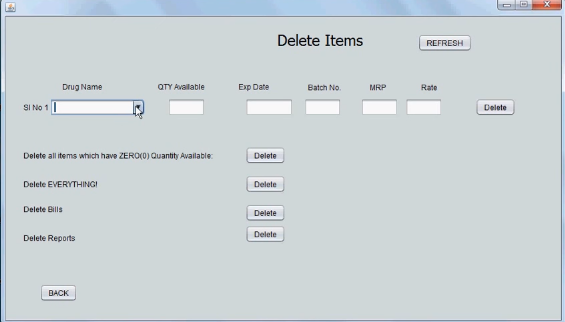 Delete Items
REFRESH
Drug Name QTY Available Exp Date Batch No. MRP Rate
Sl No 1 Delete
Delete all items which have ZERO(0) Quantity Available: Delete
Delete EVERYTHING! Delete
Delete Bills Delete
Delete Reports Delete
BACK